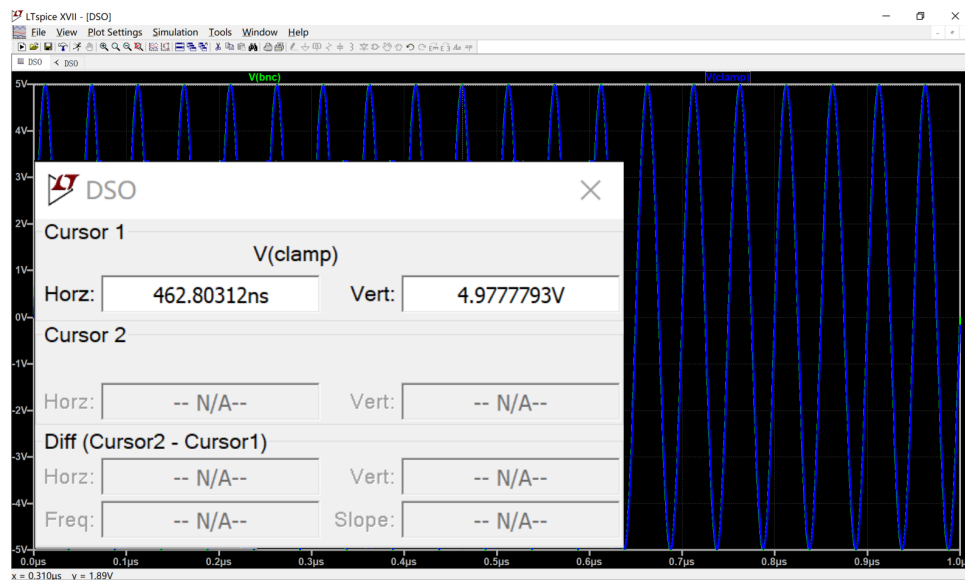 LTspice XVII - [DSO]
File View Plot Settings Simulation Tools Window Help
DSO DSO
V(bnc) V(clamp)
5V
4V
3V
2V
1V
0V
-1V
-2V
-3V
-4V
-5V
DSO
Cursor 1
V(clamp)
Horz: 462.80312ns Vert: 4.9777793V
Cursor 2
Horz: -- N/A-- Vert: -- N/A--
Diff (Cursor2 - Cursor1)
Horz: -- N/A-- Vert: -- N/A--
Freq: -- N/A-- Slope: -- N/A--
0.0µs 0.1µs 0.2µs 0.3µs 0.4µs 0.5µs 0.6µs 0.7µs 0.8µs 0.9µs
x = 0.310µs y = 1.89V